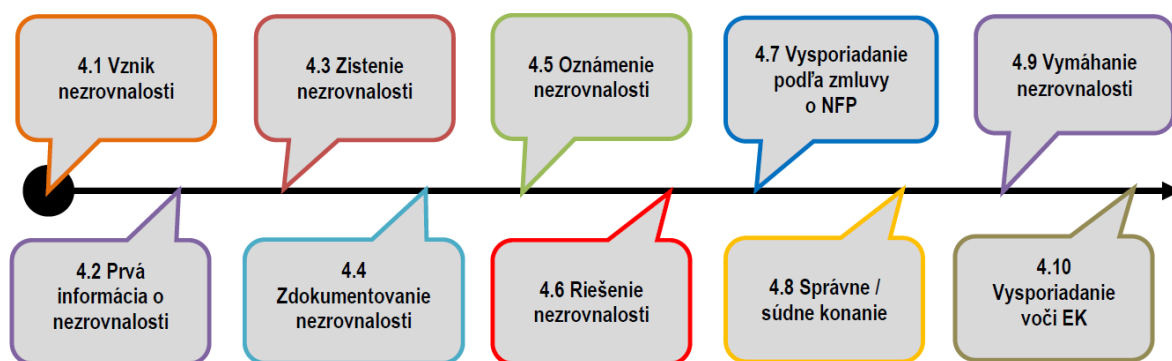 4.1 Vznik
nezrovnalosti
4.2 Prvá
informácia o
nezrovnalosti
4.3 Zistenie
nezrovnalosti
4.4
Zdokumentovanie
nezrovnalosti
4.5 Oznámenie
nezrovnalosti
4.6 Riešenie
nezrovnalosti
4.7 Vysporiadanie
podľa zmluvy
o NFP
4.8 Správne /
súdne konanie
4.9 Vymáhanie
nezrovnalosti
4.10
Vysporiadanie
voči EK